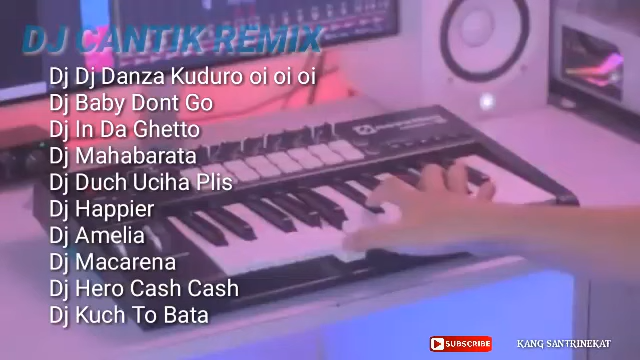 DJ CANTIK REMIX
Dj Dj Danza Kuduro oi oi oi
Dj Baby Dont Go
Dj In Da Ghetto
Dj Mahabarata
Dj Duch Uciha Plis
Dj Happier
Dj Amelia
Dj Macarena
Dj Hero Cash Cash
Dj Kuch To Bata
SUBSCRIBE
KANG SANTRINEKAT